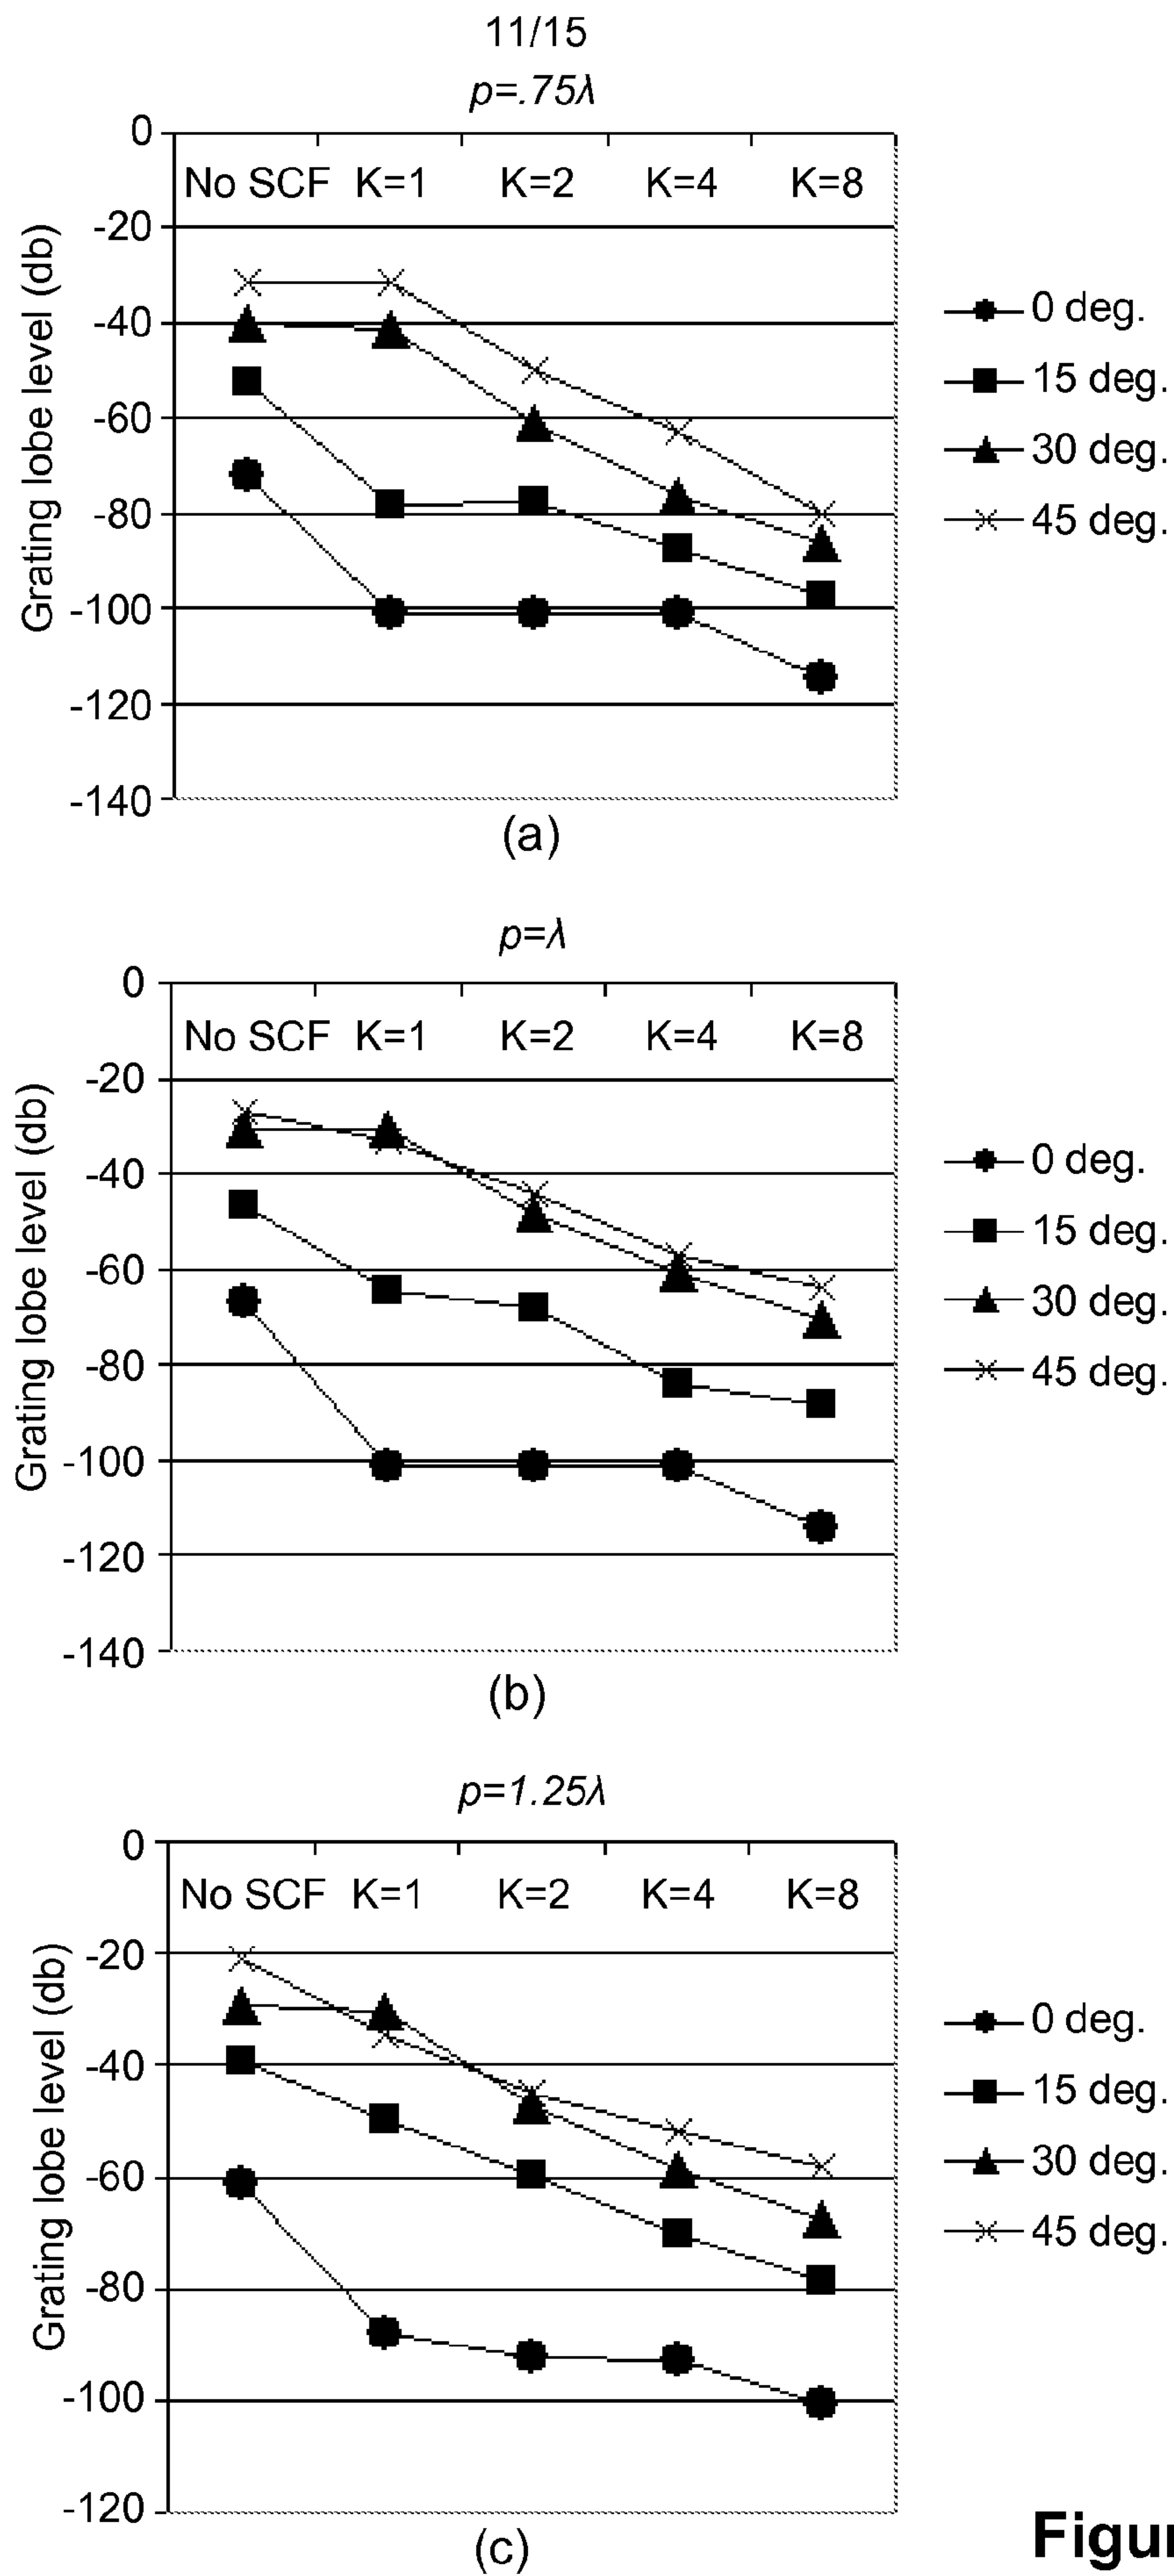 11/15
p=.75λ
0
No SCF K=1 K=2 K=4 K=8
-20
-40
-60
-80
-100
-120
-140
Grating lobe level (db)
0 deg.
15 deg.
30 deg.
45 deg.
(a)
p=λ
0
No SCF K=1 K=2 K=4 K=8
-20
-40
-60
-80
-100
-120
-140
Grating lobe level (db)
0 deg.
15 deg.
30 deg.
45 deg.
(b)
p=1.25λ
0
No SCF K=1 K=2 K=4 K=8
-20
-40
-60
-80
-100
-120
Grating lobe level (db)
0 deg.
15 deg.
30 deg.
45 deg.
(c)